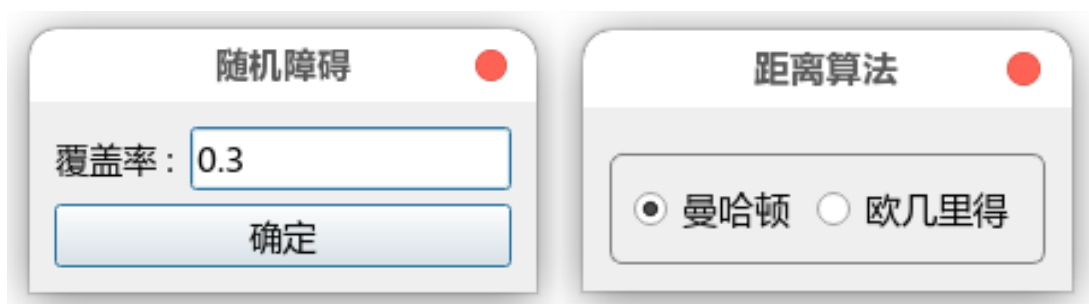 随机障碍
覆盖率：0.3
确定
距离算法
曼哈顿 欧几里得